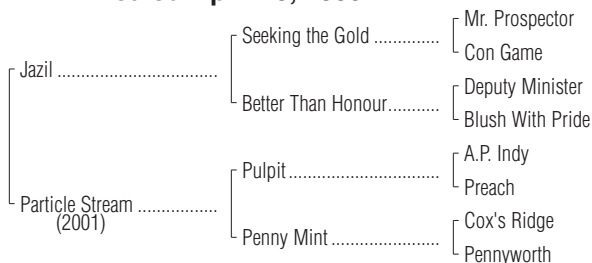 Mr. Prospector
Seeking the Gold .............
Con Game
Jazil ................................
Deputy Minister
Better Than Honour...........
Blush With Pride
A.P. Indy
Pulpit..............................
Preach
Particle Stream ................
(2001)
Cox's Ridge
Penny Mint......................
Pennyworth